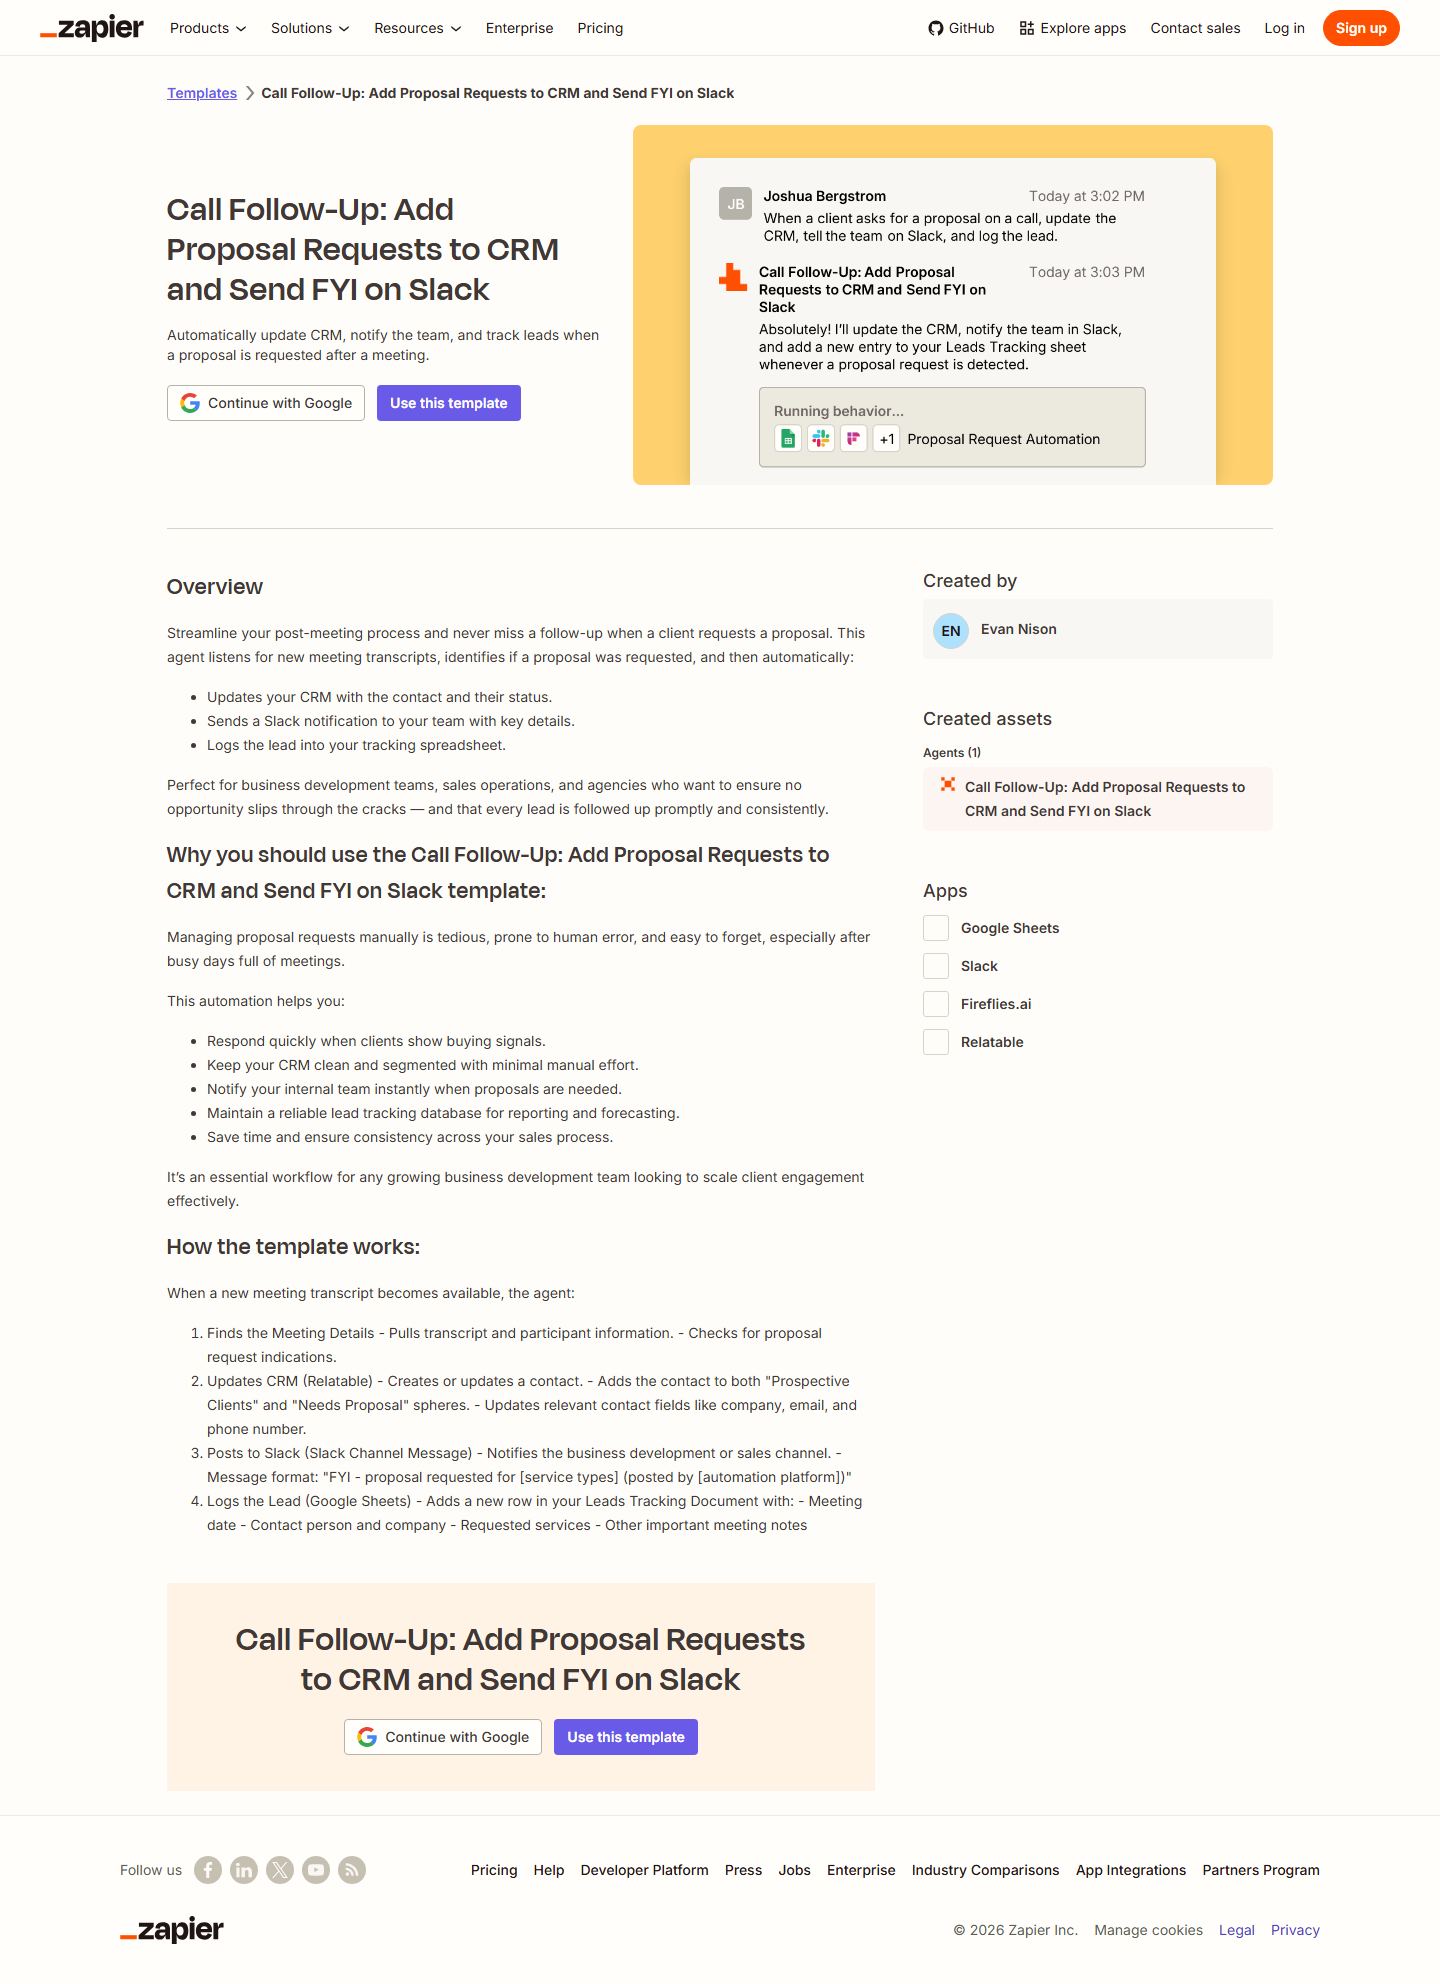 zapier
Products
Solutions
Resources
Enterprise
Pricing
GitHub
Explore apps
Contact sales
Log in
Sign up
Templates
Call Follow-Up: Add Proposal Requests to CRM and Send FYI on Slack
Call Follow-Up: Add
Proposal Requests to CRM
and Send FYI on Slack
Automatically update CRM, notify the team, and track leads when
a proposal is requested after a meeting.
Continue with Google
Use this template
JB
Joshua Bergstrom
Today at 3:02 PM
When a client asks for a proposal on a call, update the
CRM, tell the team on Slack, and log the lead.
Call Follow-Up: Add Proposal
Requests to CRM and Send FYI on
Slack
Today at 3:03 PM
Absolutely! I'll update the CRM, notify the team in Slack,
and add a new entry to your Leads Tracking sheet
whenever a proposal request is detected.
Running behavior...
+1
Proposal Request Automation
Overview
Streamline your post-meeting process and never miss a follow-up when a client requests a proposal. This
agent listens for new meeting transcripts, identifies if a proposal was requested, and then automatically:
Updates your CRM with the contact and their status.
Sends a Slack notification to your team with key details.
Logs the lead into your tracking spreadsheet.
Perfect for business development teams, sales operations, and agencies who want to ensure no
opportunity slips through the cracks — and that every lead is followed up promptly and consistently.
Why you should use the Call Follow-Up: Add Proposal Requests to
CRM and Send FYI on Slack template:
Managing proposal requests manually is tedious, prone to human error, and easy to forget, especially after
busy days full of meetings.
This automation helps you:
Respond quickly when clients show buying signals.
Keep your CRM clean and segmented with minimal manual effort.
Notify your internal team instantly when proposals are needed.
Maintain a reliable lead tracking database for reporting and forecasting.
Save time and ensure consistency across your sales process.
It's an essential workflow for any growing business development team looking to scale client engagement
effectively.
How the template works:
When a new meeting transcript becomes available, the agent:
1. Finds the Meeting Details - Pulls transcript and participant information. - Checks for proposal
request indications.
2. Updates CRM (Relatable) - Creates or updates a contact. - Adds the contact to both "Prospective
Clients" and "Needs Proposal" spheres. - Updates relevant contact fields like company, email, and
phone number.
3. Posts to Slack (Slack Channel Message) - Notifies the business development or sales channel. -
Message format: "FYI - proposal requested for [service types] (posted by [automation platform])"
4. Logs the Lead (Google Sheets) - Adds a new row in your Leads Tracking Document with: - Meeting
date - Contact person and company - Requested services - Other important meeting notes
Created by
EN
Evan Nison
Created assets
Agents (1)
Call Follow-Up: Add Proposal Requests to
CRM and Send FYI on Slack
Apps
Google Sheets
Slack
Fireflies.ai
Relatable
Call Follow-Up: Add Proposal Requests
to CRM and Send FYI on Slack
Continue with Google
Use this template
Follow us
Pricing
Help
Developer Platform
Press
Jobs
Enterprise
Industry Comparisons
App Integrations
Partners Program
zapier
© 2026 Zapier Inc.
Manage cookies
Legal
Privacy